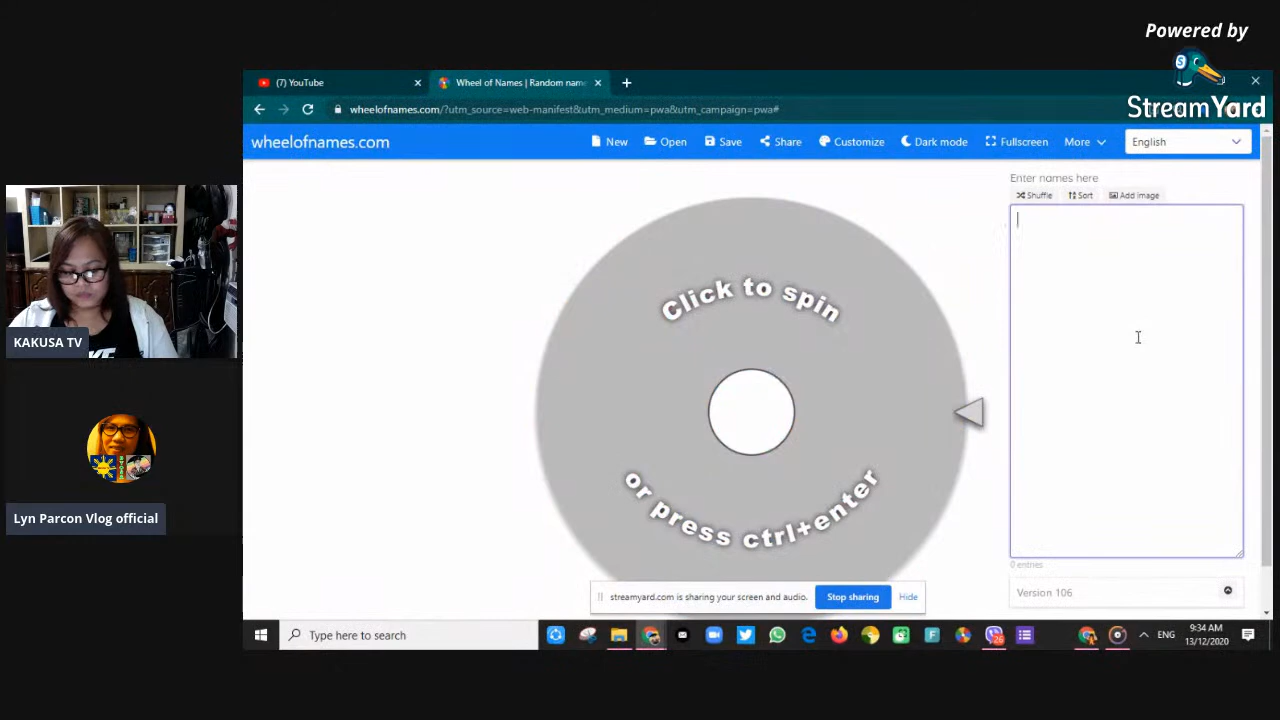 Powered by
StreamYard
(7) YouTube
Wheel of Names | Random name
wheelofnames.com/?utm_source=web-manifest&utm_medium=pwa&utm_campaign=pwa#
wheelofnames.com
New
Open
Save
Share
Customize
Dark mode
Fullscreen
More
English
Enter names here
Shuffle
Sort
Add image
Click to spin
or press ctrl+enter
KAKUSA TV
Lyn Parcon Vlog official
0 entries
Version 106
streamyard.com is sharing your screen and audio.
Stop sharing
Hide
Type here to search
26
ENG
9:34 AM
13/12/2020